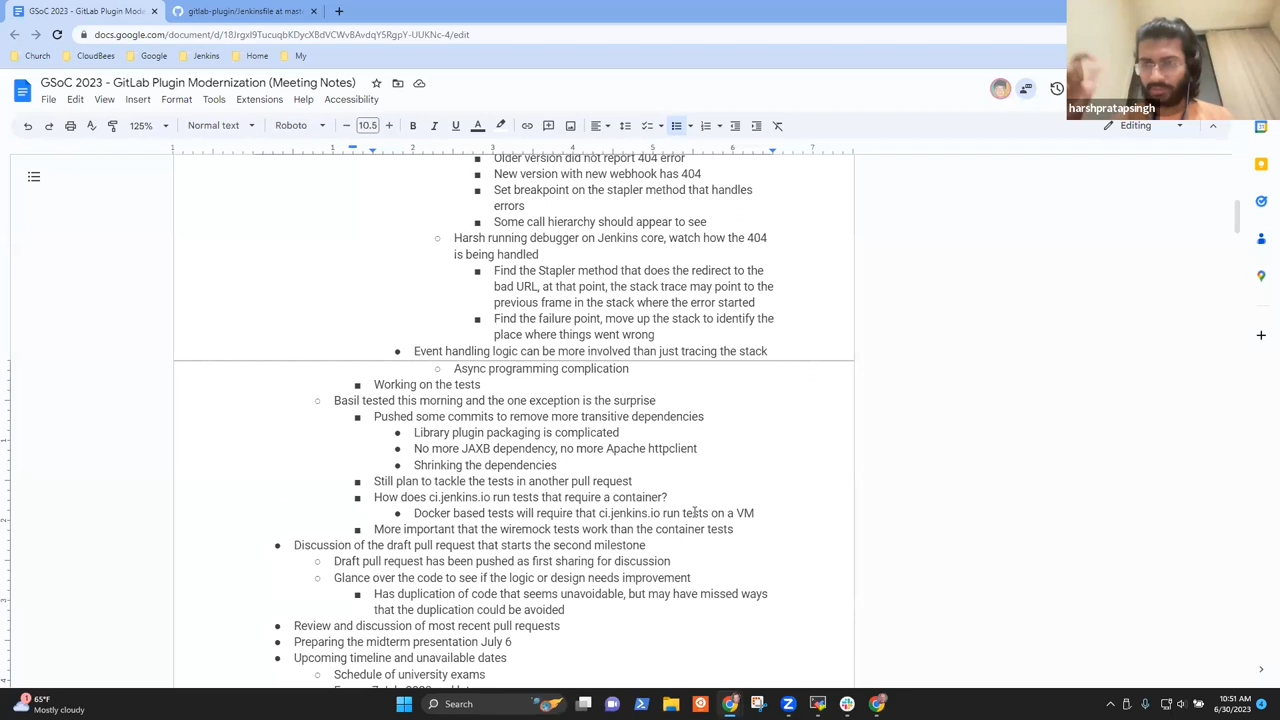 GSoC 2023 - GitLab Plugin Mode
gitlab-plugin/Jenkinsfile at mast
docs.google.com/document/d/18JrgxI9TucuqbKDycXBdVCWvBAvdqY5RgpY-UUKNc-4/edit
Church
CloudBees
Google
Jenkins
Home
My
harshpratapsingh
GSoC 2023 - GitLab Plugin Modernization (Meeting Notes)
File Edit View Insert Format Tools Extensions Help Accessibility
125% Normal text Roboto 10.5 Editing
1 1 2 3 4 5 6 7
Older version did not report 404 error
New version with new webhook has 404
Set breakpoint on the stapler method that handles
errors
Some call hierarchy should appear to see
Harsh running debugger on Jenkins core, watch how the 404
is being handled
Find the Stapler method that does the redirect to the
bad URL, at that point, the stack trace may point to the
previous frame in the stack where the error started
Find the failure point, move up the stack to identify the
place where things went wrong
Event handling logic can be more involved than just tracing the stack
Async programming complication
Working on the tests
Basil tested this morning and the one exception is the surprise
Pushed some commits to remove more transitive dependencies
Library plugin packaging is complicated
No more JAXB dependency, no more Apache httpclient
Shrinking the dependencies
Still plan to tackle the tests in another pull request
How does ci.jenkins.io run tests that require a container?
Docker based tests will require that ci.jenkins.io run tests on a VM
More important that the wiremock tests work than the container tests
Discussion of the draft pull request that starts the second milestone
Draft pull request has been pushed as first sharing for discussion
Glance over the code to see if the logic or design needs improvement
Has duplication of code that seems unavoidable, but may have missed ways
that the duplication could be avoided
Review and discussion of most recent pull requests
Preparing the midterm presentation July 6
Upcoming timeline and unavailable dates
Schedule of university exams
65°F
Mostly cloudy
Search
10:51 AM
6/30/2023